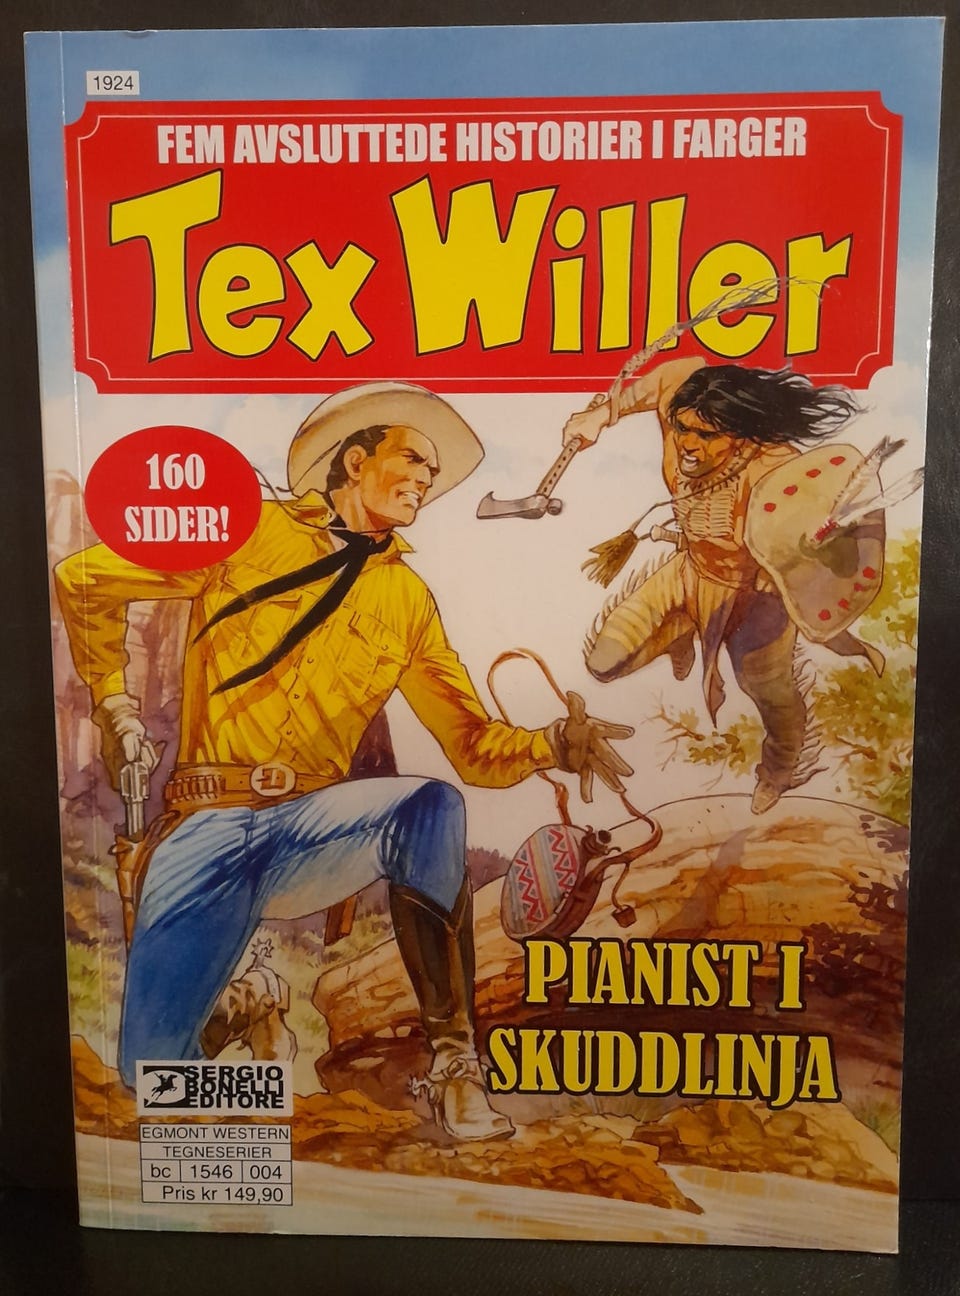 1924
FEM AVSLUTTEDE HISTORIER I FARGER
Tex Willer
160
SIDER!
PIANIST I
SKUDDLINJA
SERGIO
BONELLI
EDITORE
EGMONT WESTERN
TEGNESERIER
bc 1546 004
Pris kr 149,90